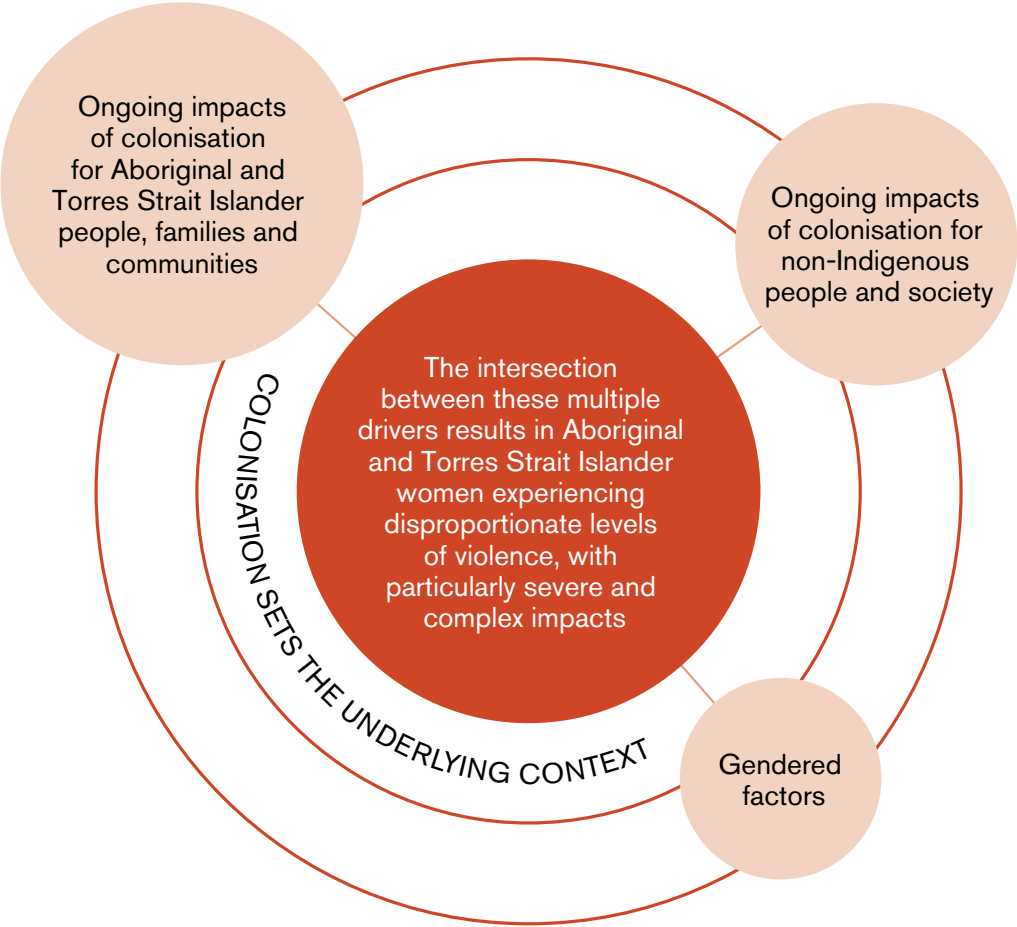 Ongoing impacts
of colonisation
for Aboriginal and
Torres Strait Islander
people, families and
communities
Ongoing impacts
of colonisation for
non-Indigenous
people and society
The intersection
between these multiple
drivers results in Aboriginal
and Torres Strait Islander
women experiencing
disproportionate levels
of violence, with
particularly severe and
complex impacts
COLONISATION SETS THE UNDERLYING CONTEXT
Gendered
factors